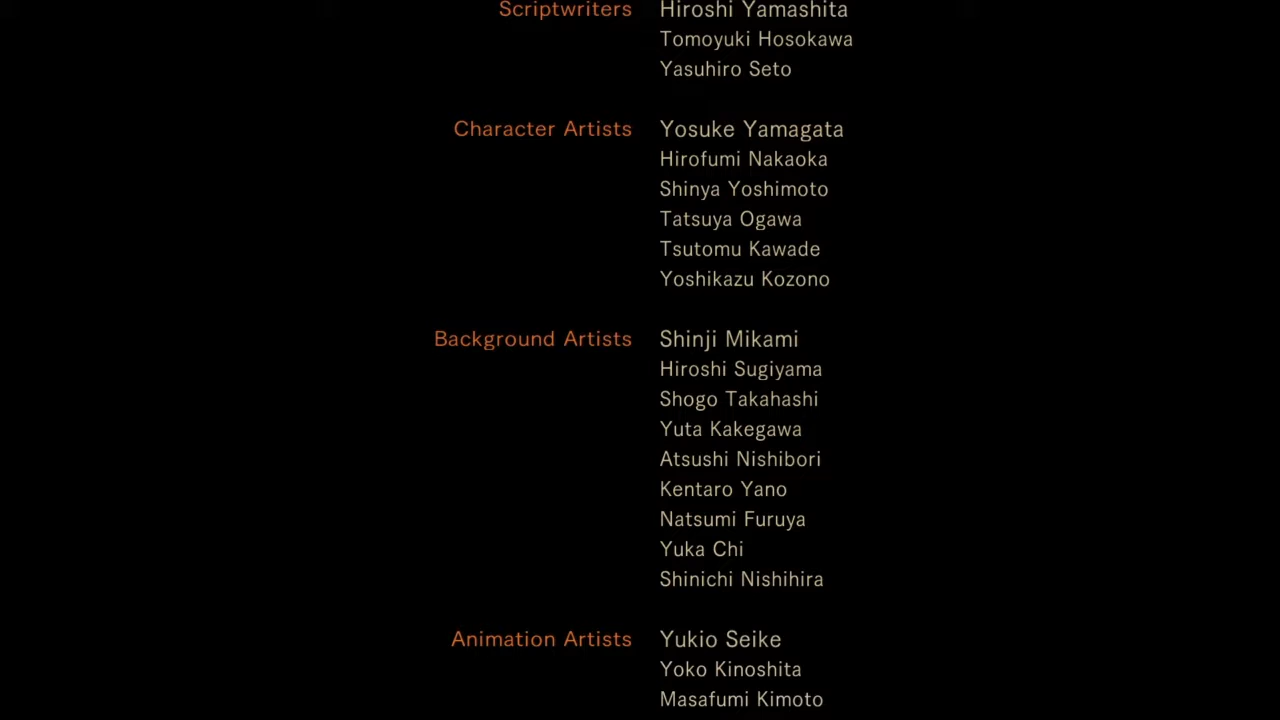 Scriptwriters Hiroshi Yamashita
Tomoyuki Hosokawa
Yasuhiro Seto
Character Artists Yosuke Yamagata
Hirofumi Nakaoka
Shinya Yoshimoto
Tatsuya Ogawa
Tsutomu Kawade
Yoshikazu Kozono
Background Artists Shinji Mikami
Hiroshi Sugiyama
Shogo Takahashi
Yuta Kakegawa
Atsushi Nishibori
Kentaro Yano
Natsumi Furuya
Yuka Chi
Shinichi Nishihira
Animation Artists Yukio Seike
Yoko Kinoshita
Masafumi Kimoto